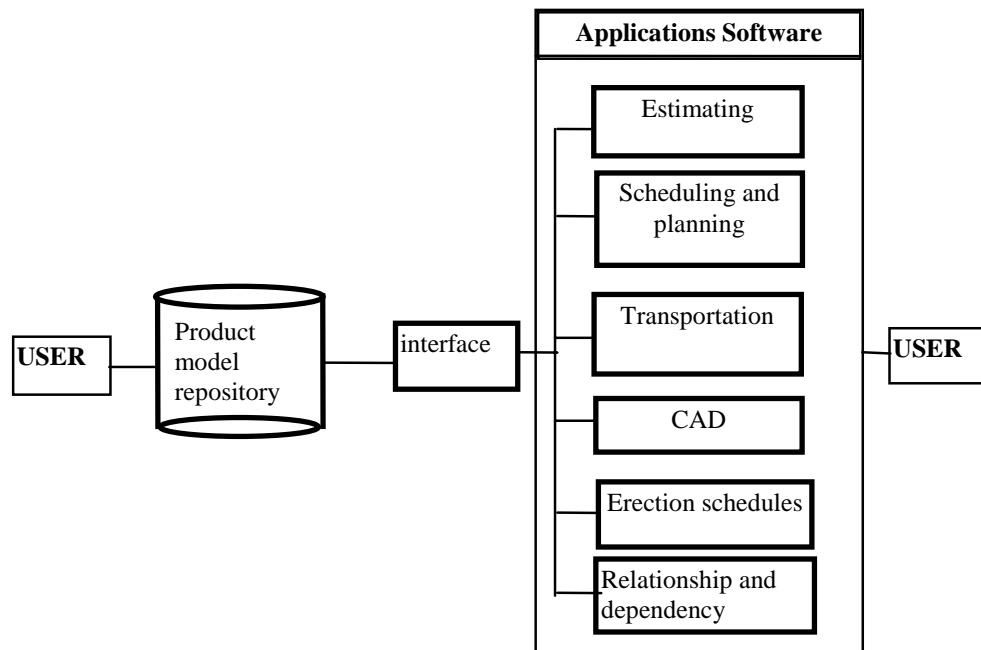 Applications Software
Estimating
Scheduling and
planning
Transportation
CAD
Erection schedules
Relationship and
dependency
USER
Product
model
repository
interface
USER